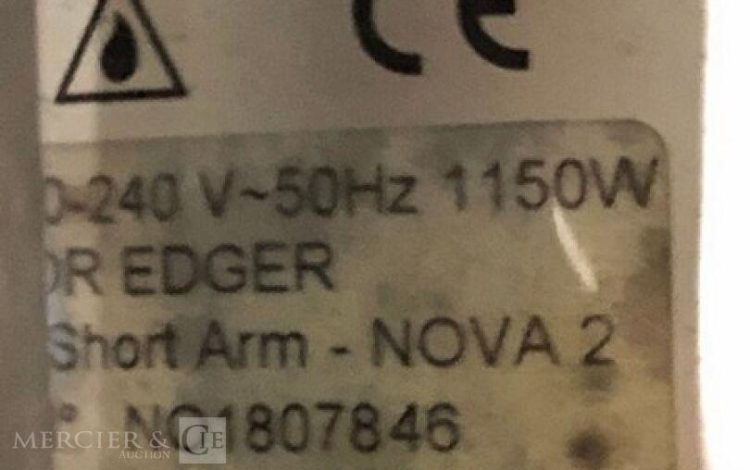 CE
0-240 V~50Hz 1150W
OR EDGER
Short Arm - NOVA 2
° NO1807846
MERCIER & CIE
AUCTION